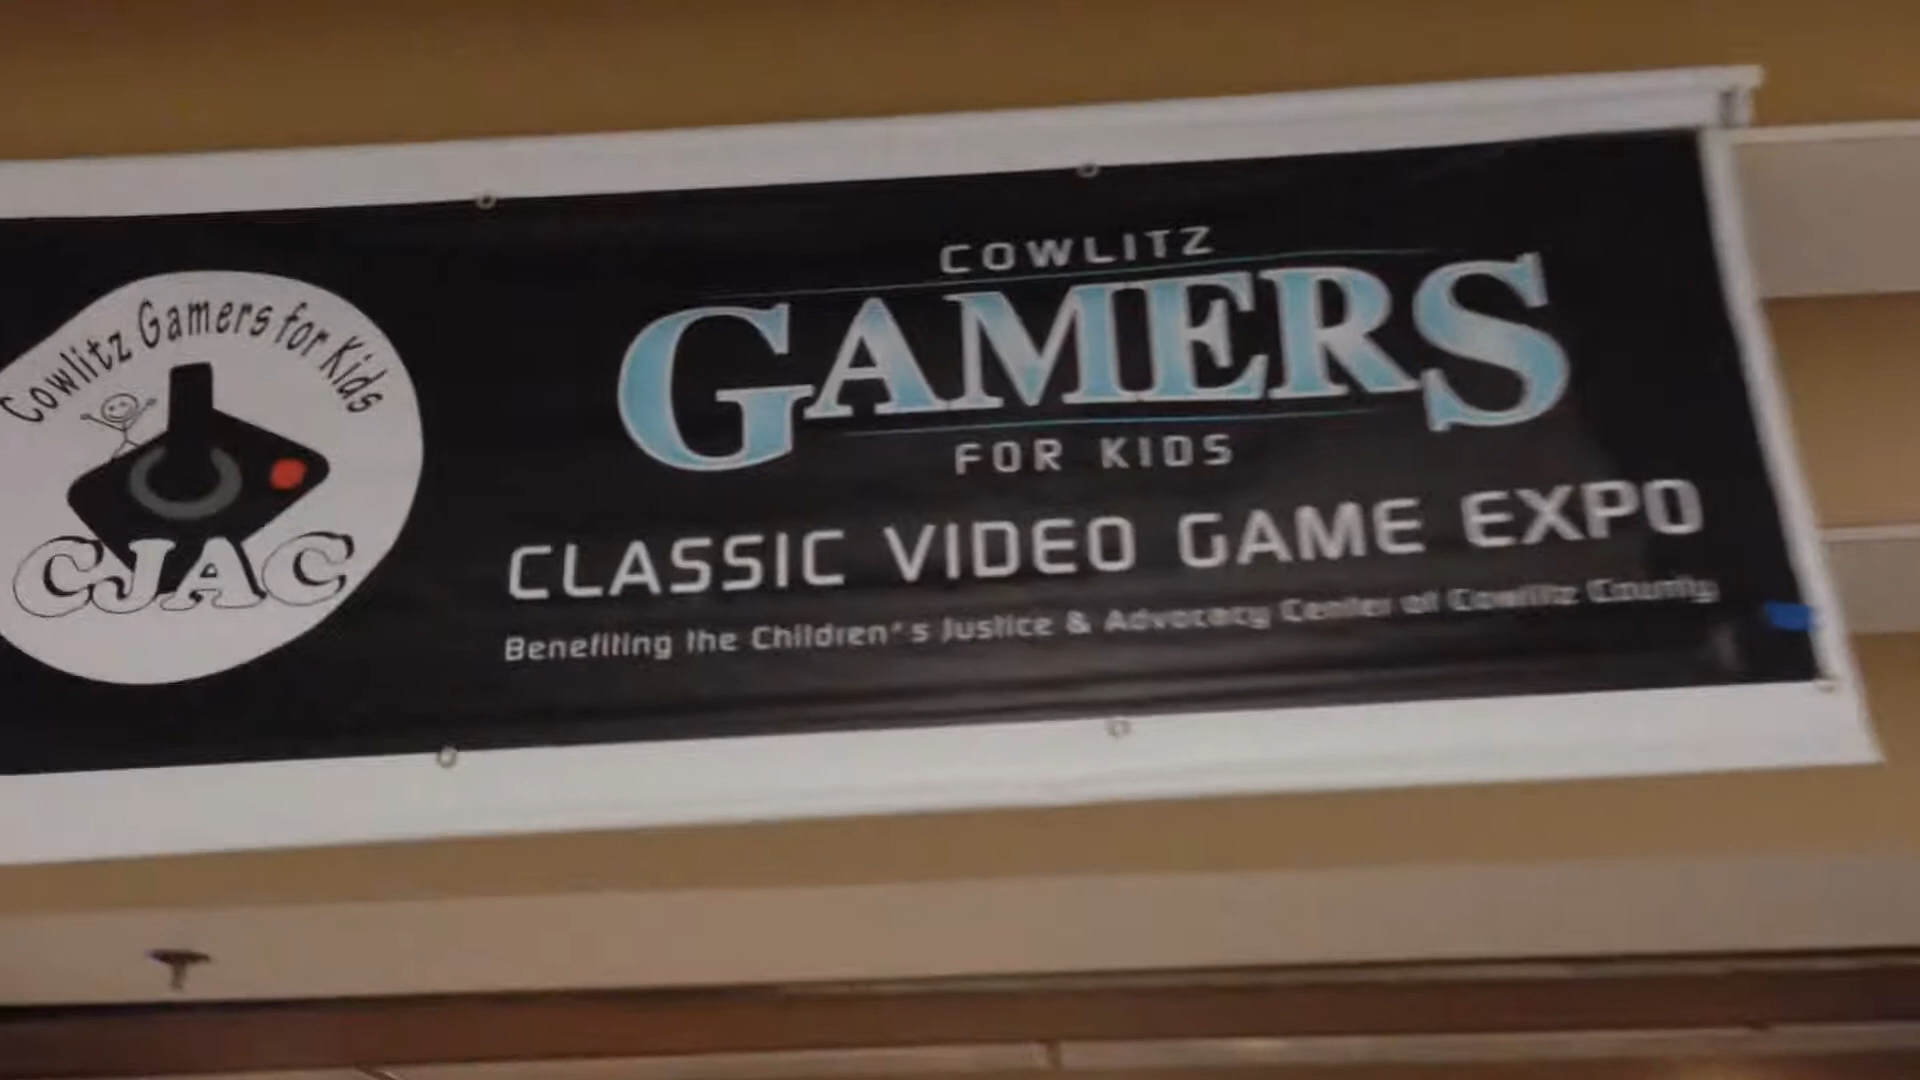 Cowlitz Gamers for Kids
CJAC
COWLITZ
GAMERS
FOR KIDS
CLASSIC VIDEO GAME EXPO
Benefiting the Children's Justice & Advocacy Center of Cowlitz County